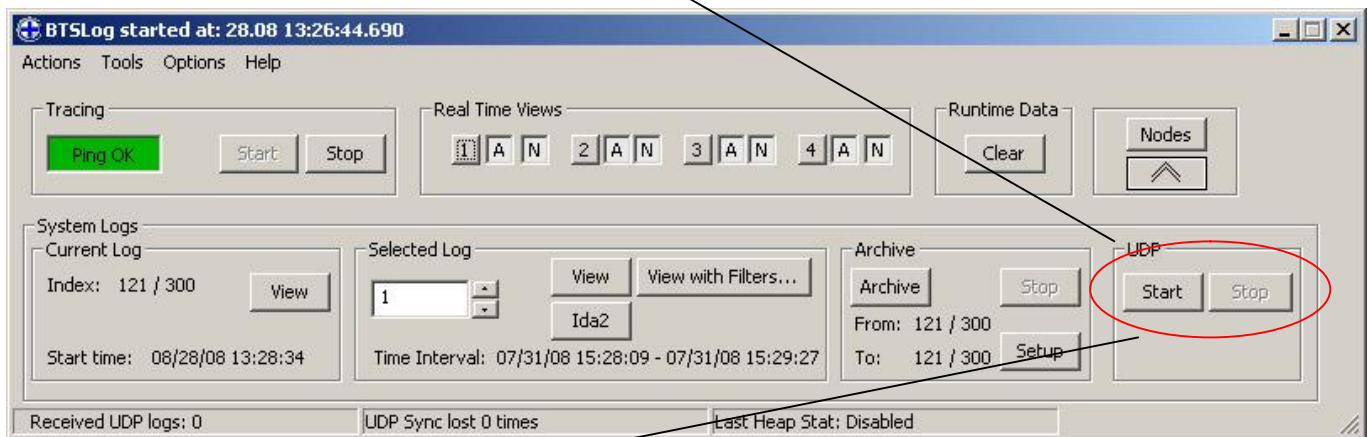 BTSLog started at: 28.08 13:26:44.690
Actions Tools Options Help
Tracing
Ping OK Start Stop
Real Time Views
1 A N 2 A N 3 A N 4 A N
Runtime Data
Clear
Nodes
System Logs
Current Log
Index: 121 / 300 View
Start time: 08/28/08 13:28:34
Selected Log
1 View View with Filters...
Ida2
Time Interval: 07/31/08 15:28:09 - 07/31/08 15:29:27
Archive
Archive Stop
From: 121 / 300
To: 121 / 300 Setup
UDP
Start Stop
Received UDP logs: 0 UDP Sync lost 0 times Last Heap Stat: Disabled